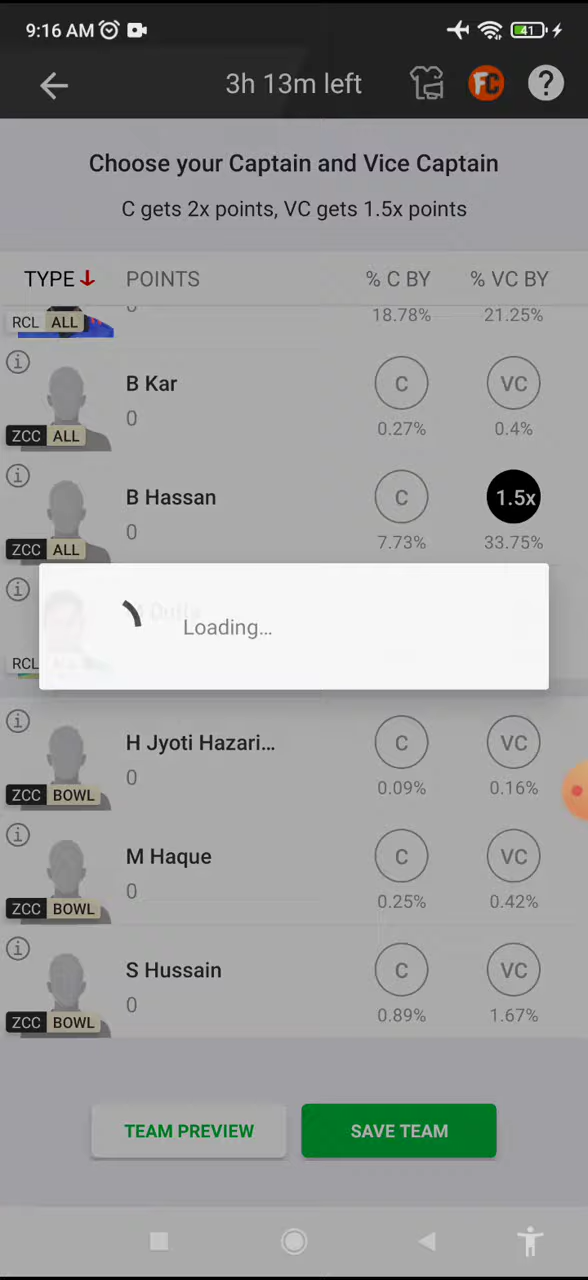 9:16 AM
41
3h 13m left
FC
?
Choose your Captain and Vice Captain
C gets 2x points, VC gets 1.5x points
TYPE POINTS % C BY % VC BY
0
RCL ALL 18.78% 21.25%
i
B Kar C VC
0
ZCC ALL 0.27% 0.4%
i
B Hassan C 1.5x
0
ZCC ALL 7.73% 33.75%
i
Loading...
RCL
i
H Jyoti Hazari... C VC
0
ZCC BOWL 0.09% 0.16%
i
M Haque C VC
0
ZCC BOWL 0.25% 0.42%
i
S Hussain C VC
0
ZCC BOWL 0.89% 1.67%
TEAM PREVIEW SAVE TEAM